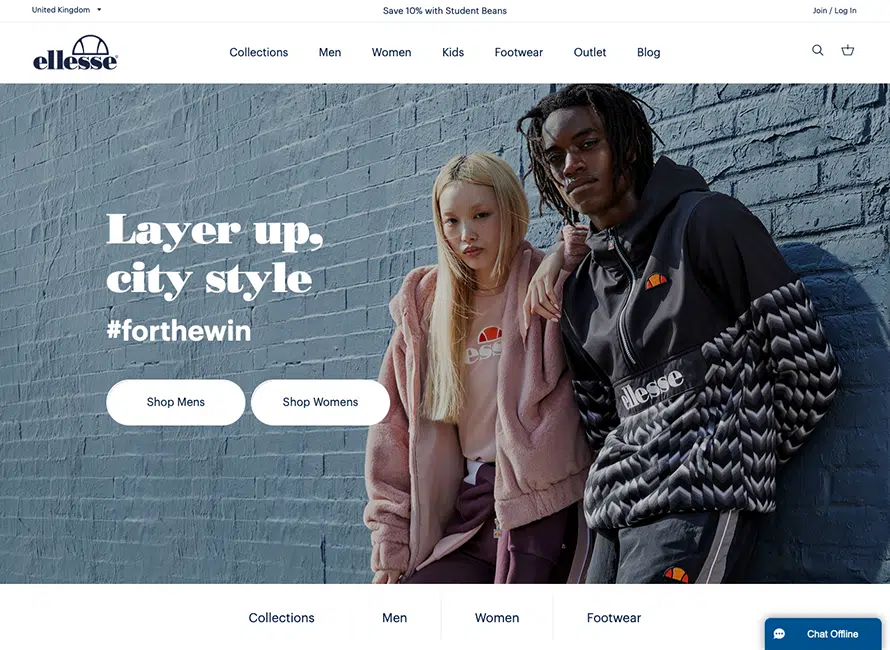 United Kingdom
Save 10% with Student Beans
Join / Log In
ellesse
Collections
Men
Women
Kids
Footwear
Outlet
Blog
Layer up,
city style
#forthewin
Shop Mens
Shop Womens
ess
ellesse
Collections
Men
Women
Footwear
Chat Offline